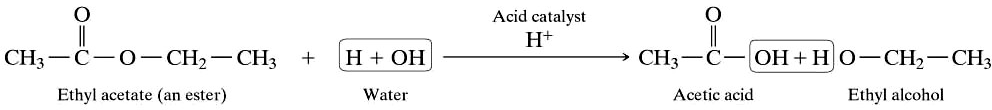 O Acid catalyst O
‖ H⁺ ‖
CH₃—C—O—CH₂—CH₃ + H + OH ⟶ CH₃—C—OH + H O—CH₂—CH₃
Ethyl acetate (an ester) Water Acetic acid Ethyl alcohol